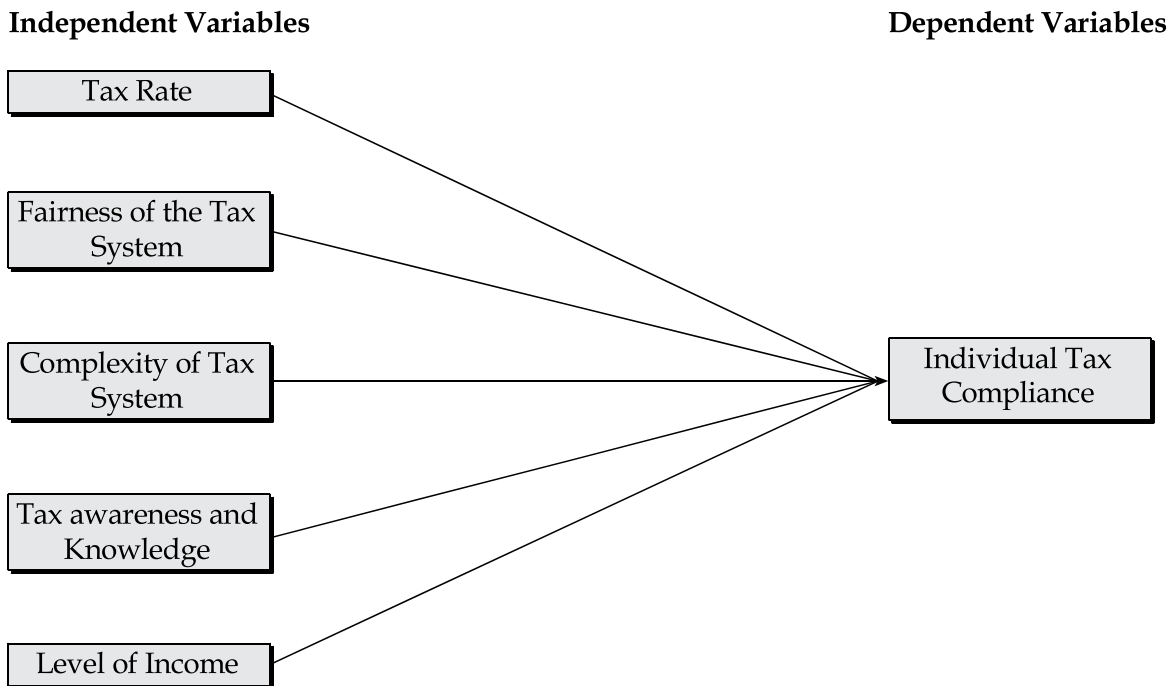 Independent Variables
Dependent Variables
Tax Rate
Fairness of the Tax
System
Complexity of Tax
System
Individual Tax
Compliance
Tax awareness and
Knowledge
Level of Income